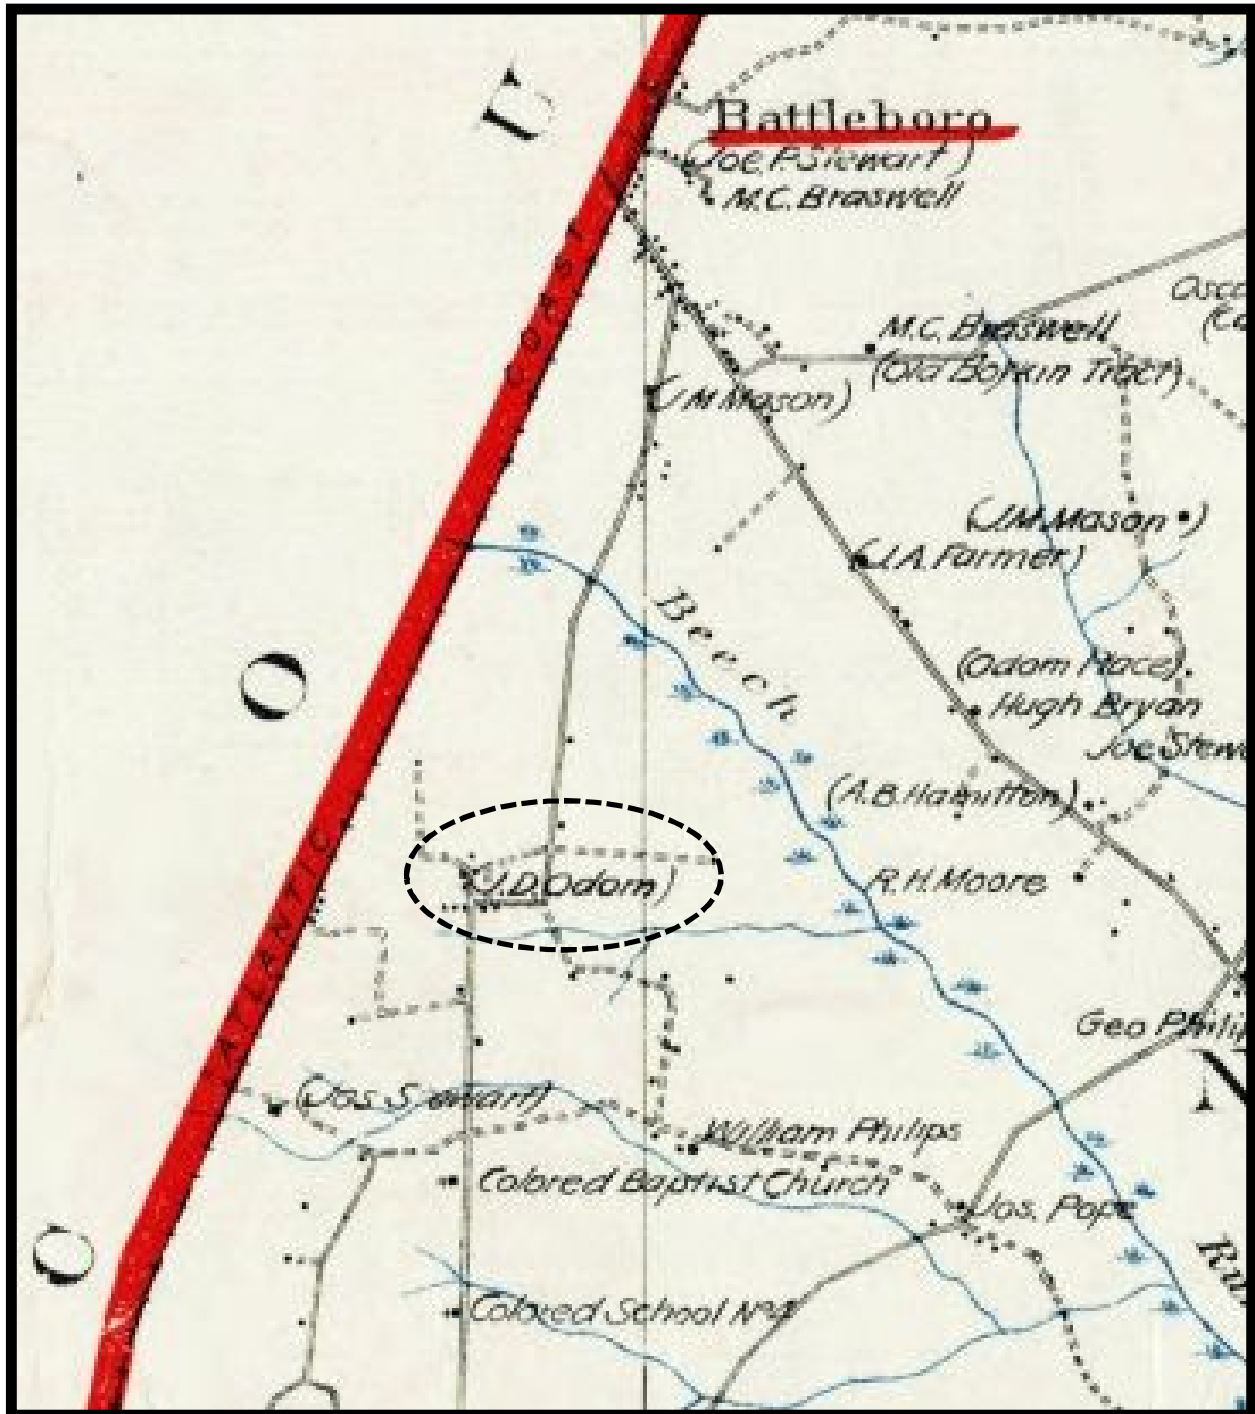 Battleboro
(Joe. P. Stewart)
M.C. Braswell
M.C. Braswell
(Old Boykin Tract)
(J M Mason)
(J.M. Mason)
(J.A. Farmer)
Beech
(Odom Place)
Hugh Bryan
(A.B. Hamilton)
(J.D. Odom)
R.H. Moore
Geo Philip
(Jos. Stewart)
William Philips
Colored Baptist Church
Jos. Pope
Colored School No
ATLANTIC COAST
C O U
N